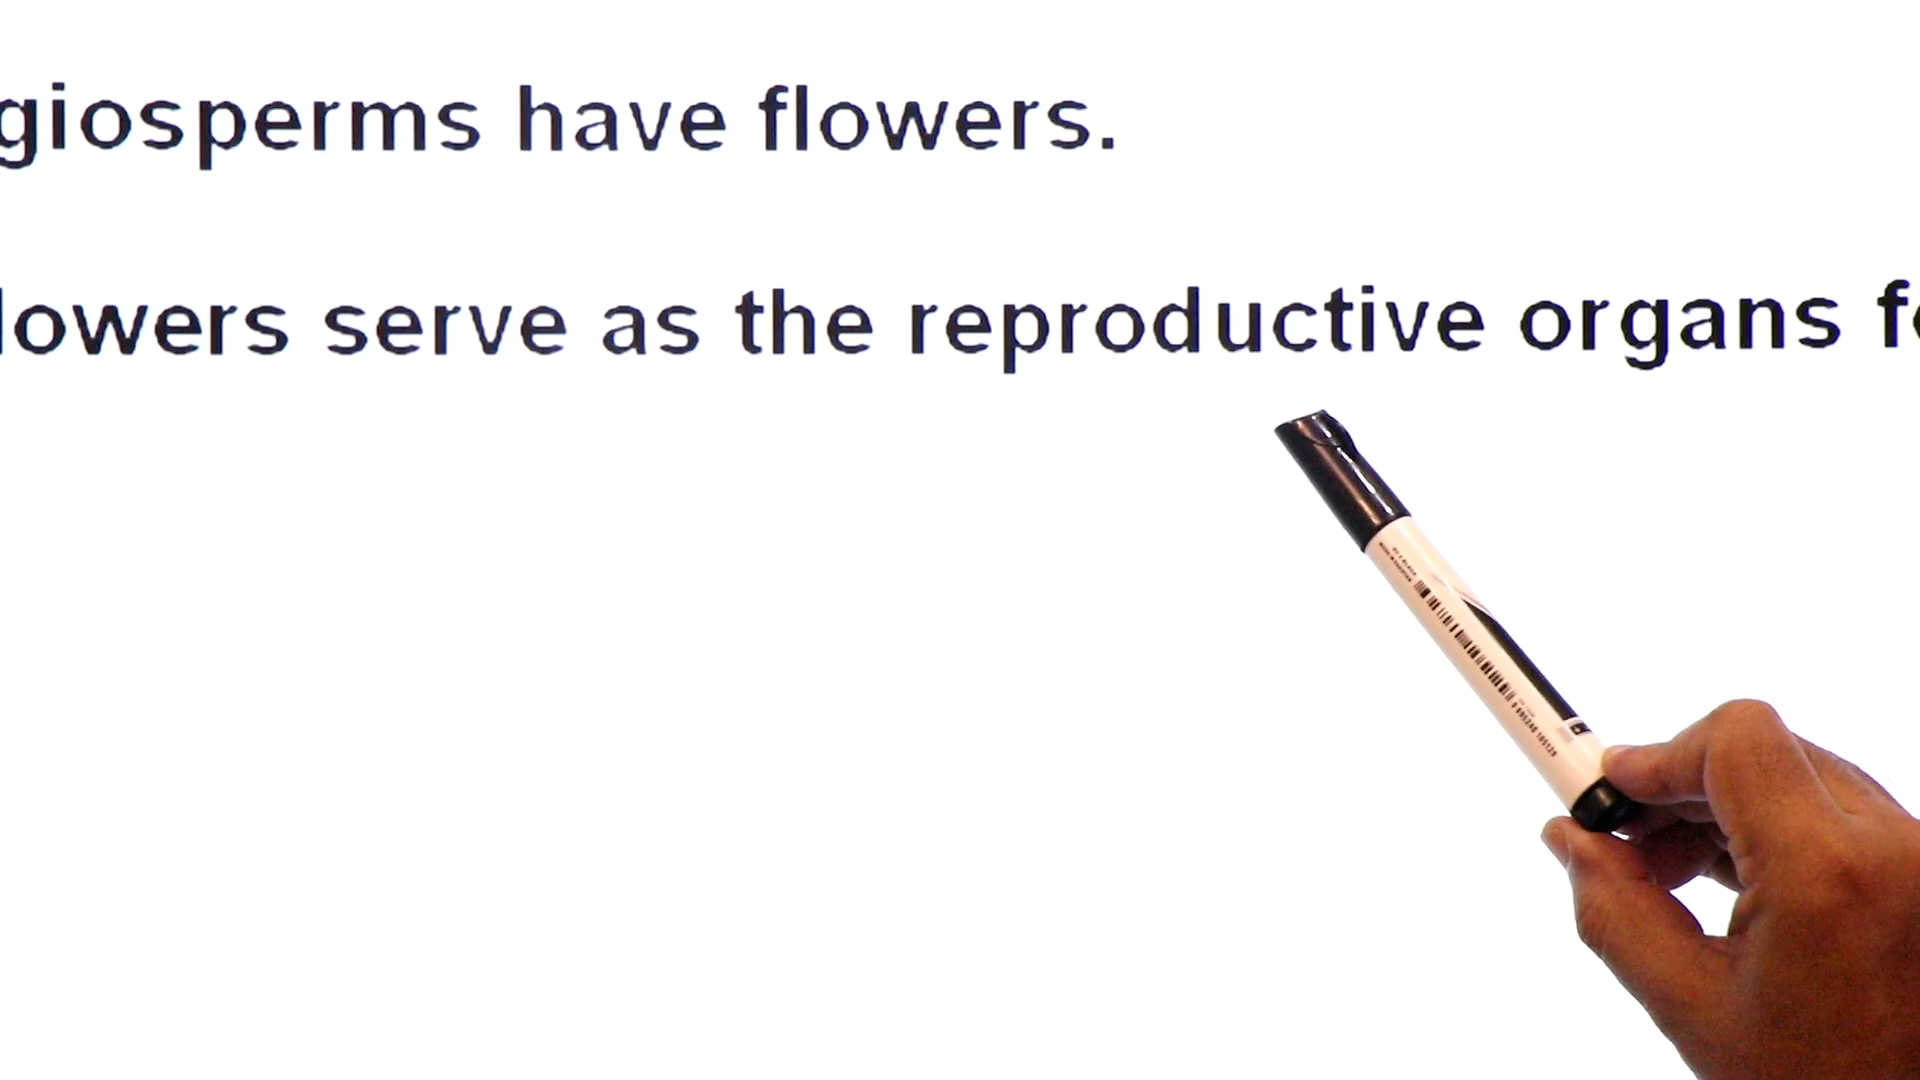 giosperms have flowers.
lowers serve as the reproductive organs f